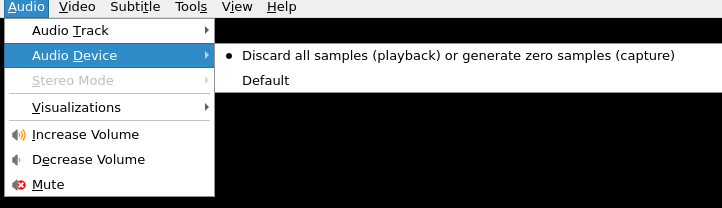 Audio Video Subtitle Tools View Help
Audio Track
Audio Device
Discard all samples (playback) or generate zero samples (capture)
Stereo Mode
Default
Visualizations
Increase Volume
Decrease Volume
Mute